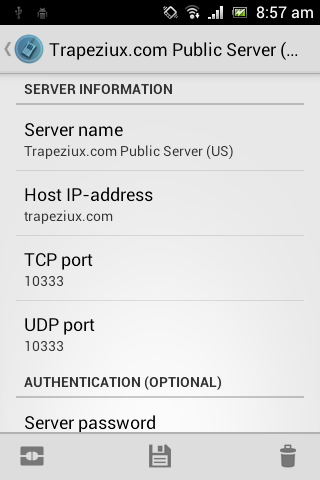 8:57 am
Trapeziux.com Public Server (...
SERVER INFORMATION
Server name
Trapeziux.com Public Server (US)
Host IP-address
trapeziux.com
TCP port
10333
UDP port
10333
AUTHENTICATION (OPTIONAL)
Server password